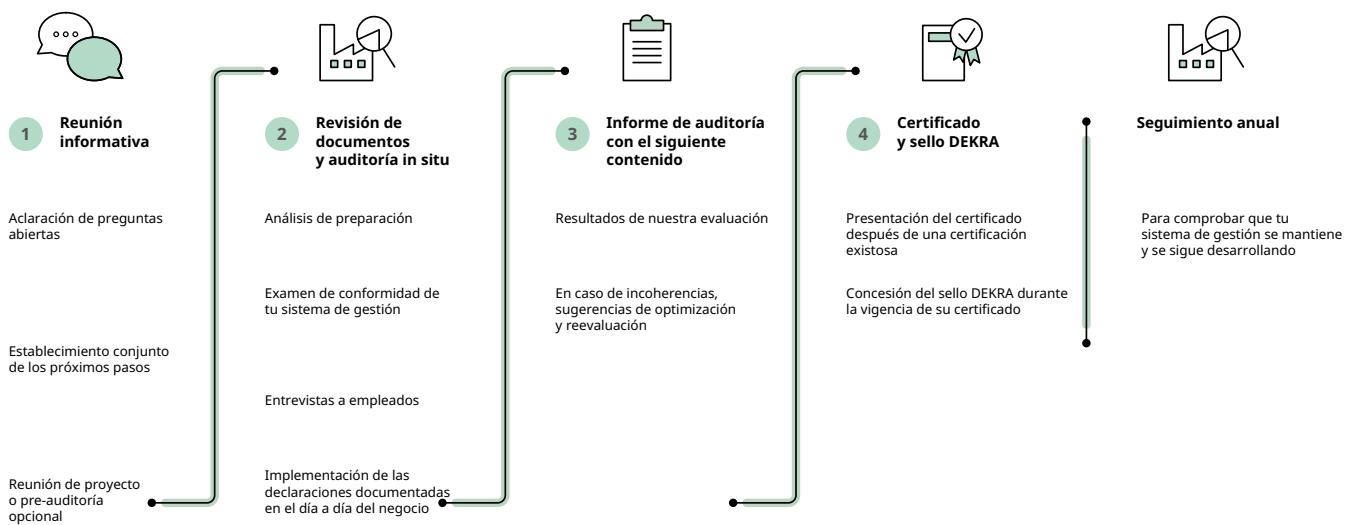 1
Reunión
informativa
Aclaración de preguntas
abiertas
Establecimiento conjunto
de los próximos pasos
Reunión de proyecto
o pre-auditoría
opcional
2
Revisión de
documentos
y auditoría in situ
Análisis de preparación
Examen de conformidad de
tu sistema de gestión
Entrevistas a empleados
Implementación de las
declaraciones documentadas
en el día a día del negocio
3
Informe de auditoría
con el siguiente
contenido
Resultados de nuestra evaluación
En caso de incoherencias,
sugerencias de optimización
y reevaluación
4
Certificado
y sello DEKRA
Presentación del certificado
después de una certificación
existosa
Concesión del sello DEKRA durante
la vigencia de su certificado
Seguimiento anual
Para comprobar que tu
sistema de gestión se mantiene
y se sigue desarrollando